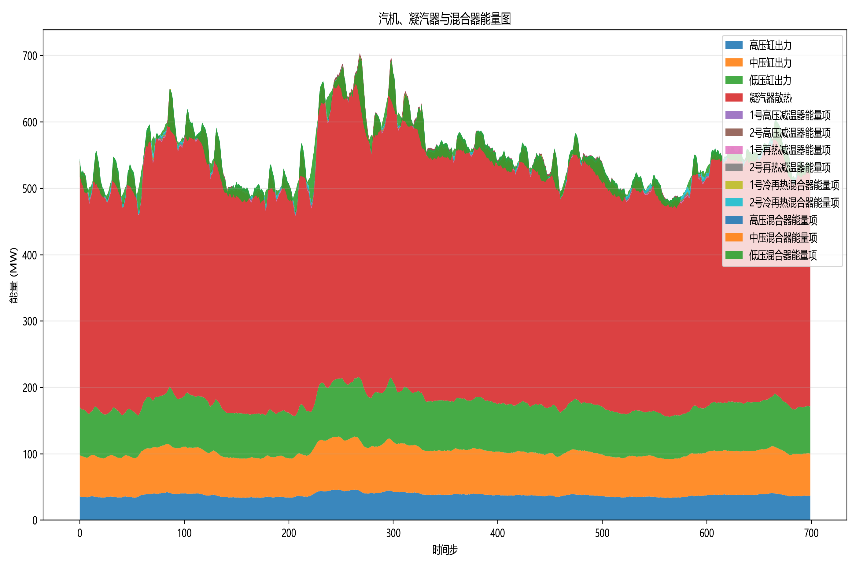 汽机、凝汽器与混合器能量图
高压缸出力
中压缸出力
低压缸出力
凝汽器散热
1号高压减温器能量项
2号高压减温器能量项
1号再热减温器能量项
2号再热减温器能量项
1号冷再热混合器能量项
2号冷再热混合器能量项
高压混合器能量项
中压混合器能量项
低压混合器能量项
能量 (MW)
700
600
500
400
300
200
100
0
0 100 200 300 400 500 600 700
时间步